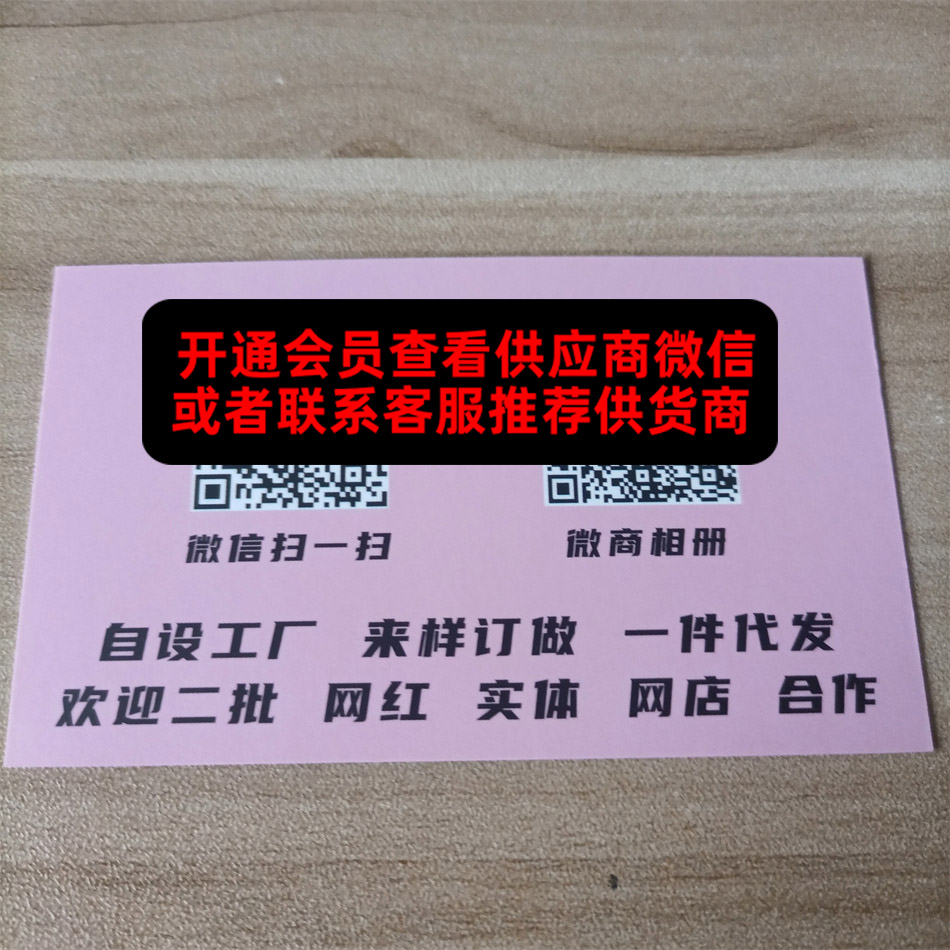 开通会员查看供应商微信
或者联系客服推荐供货商
微信扫一扫 微商相册
自设工厂 来样订做 一件代发
欢迎二批 网红 实体 网店 合作